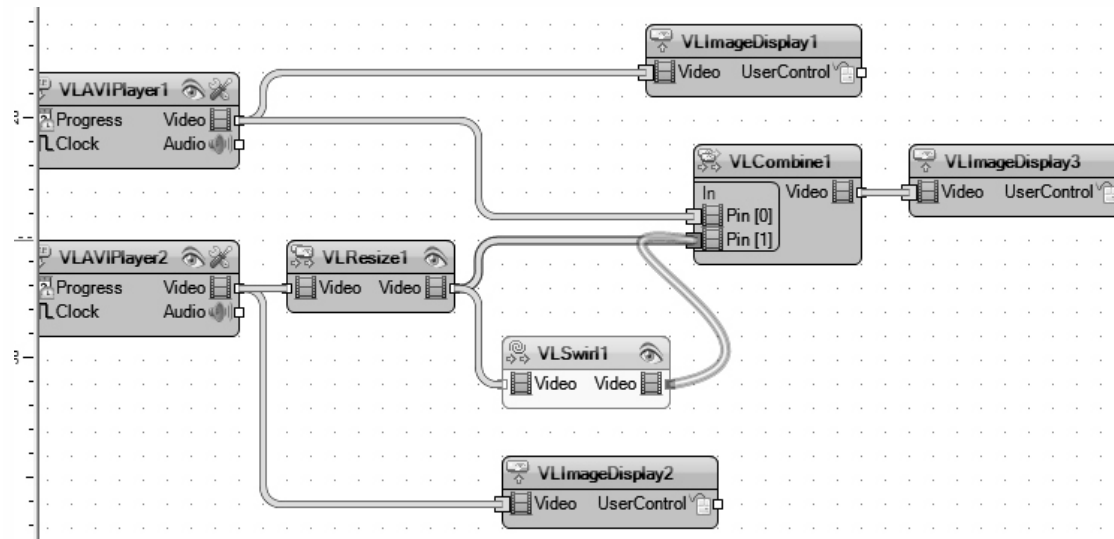 VLImageDisplay1
Video UserControl
VLAVIPlayer1
Progress Video
Clock Audio
20
VLCombine1
In Video
Pin [0]
Pin [1]
VLImageDisplay3
Video UserControl
VLAVIPlayer2
Progress Video
Clock Audio
VLResize1
Video Video
VLSwirl1
Video Video
VLImageDisplay2
Video UserControl